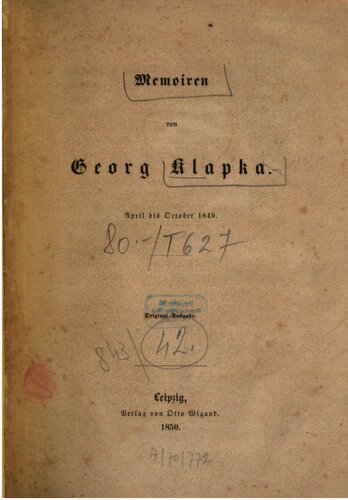 Memoiren
von
Georg Klapka.
April bis October 1849.
80.-/T627
Original-Ausgabe.
843/ 42.
Leipzig,
Verlag von Otto Wigand.
1850.
A/70/772